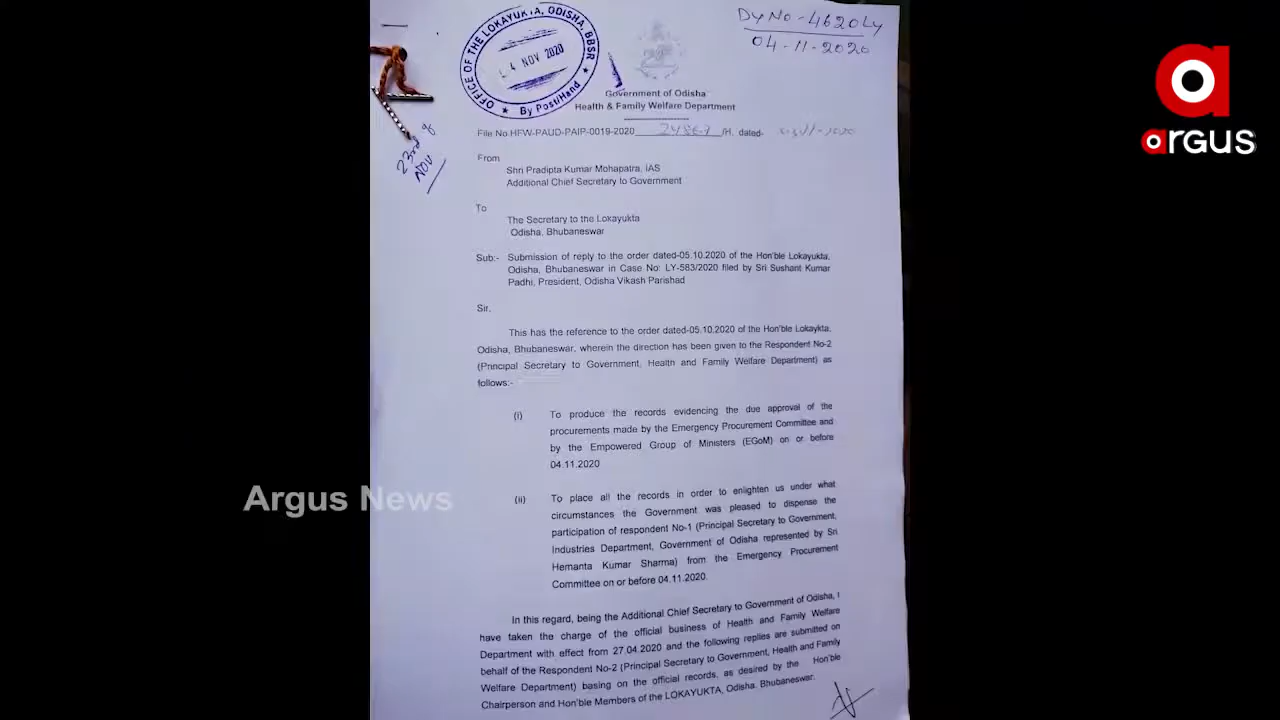 OFFICE OF THE LOKAYUKTA, ODISHA, BBSR
4 NOV 2020
★ By Post/Hand ★
Dy No - 4620 Ly
04-11-2020
argus
23rd of
NOV
Government of Odisha
Health & Family Welfare Department
File No.HFW-PAUD-PAIP-0019-2020 /H, dated-
From
Shri Pradipta Kumar Mohapatra, IAS
Additional Chief Secretary to Government
To
The Secretary to the Lokayukta
Odisha, Bhubaneswar
Sub:- Submission of reply to the order dated-05.10.2020 of the Hon'ble Lokayukta,
Odisha, Bhubaneswar in Case No: LY-583/2020 filed by Sri Sushant Kumar
Padhi, President, Odisha Vikash Parishad
Sir,
This has the reference to the order dated-05.10.2020 of the Hon'ble Lokaykta,
Odisha, Bhubaneswar, wherein the direction has been given to the Respondent No-2
(Principal Secretary to Government, Health and Family Welfare Department) as
follows:-
(i) To produce the records evidencing the due approval of the
procurements made by the Emergency Procurement Committee and
by the Empowered Group of Ministers (EGoM) on or before
04.11.2020
(ii) To place all the records in order to enlighten us under what
circumstances the Government was pleased to dispense the
participation of respondent No-1 (Principal Secretary to Government,
Industries Department, Government of Odisha represented by Sri
Hemanta Kumar Sharma) from the Emergency Procurement
Committee on or before 04.11.2020.
Argus News
In this regard, being the Additional Chief Secretary to Government of Odisha, I
have taken the charge of the official business of Health and Family Welfare
Department with effect from 27.04.2020 and the following replies are submitted on
behalf of the Respondent No-2 (Principal Secretary to Government, Health and Family
Welfare Department) basing on the official records, as desired by the Hon'ble
Chairperson and Hon'ble Members of the LOKAYUKTA, Odisha. Bhubaneswar.